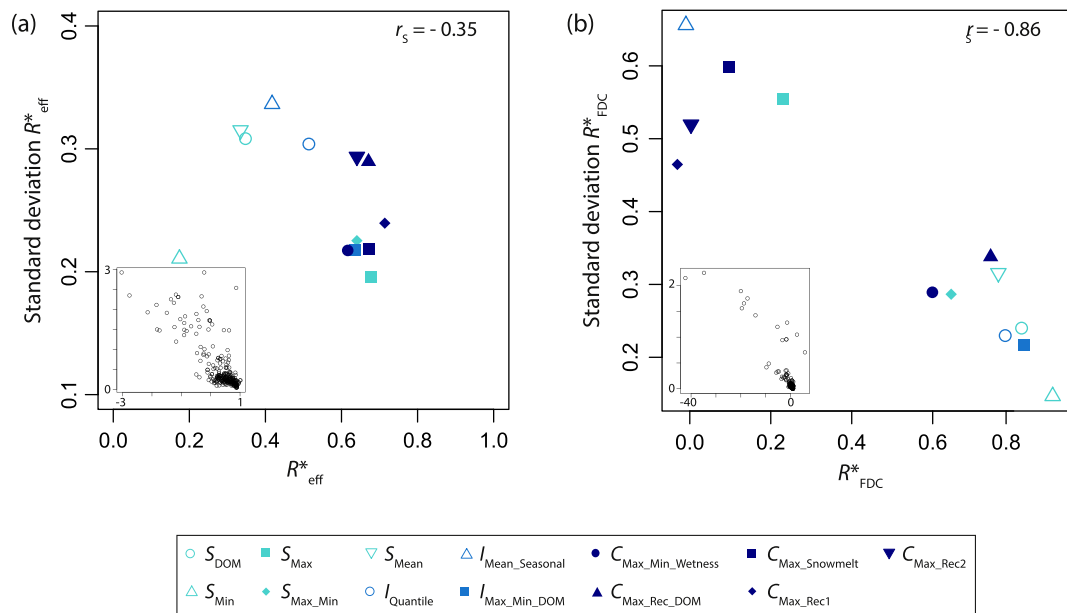 (a)
r_S = - 0.35
Standard deviation R*_eff
0.4
0.3
0.2
0.1
3
0
-3
1
0.0 0.2 0.4 0.6 0.8 1.0
R*_eff
(b)
r_S = - 0.86
Standard deviation R*_FDC
0.6
0.5
0.4
0.3
0.2
2
0
-40
0
0.0 0.2 0.6 0.8
R*_FDC
S_DOM S_Max S_Mean I_Mean_Seasonal C_Max_Min_Wetness C_Max_Snowmelt C_Max_Rec2
S_Min S_Max_Min I_Quantile I_Max_Min_DOM C_Max_Rec_DOM C_Max_Rec1